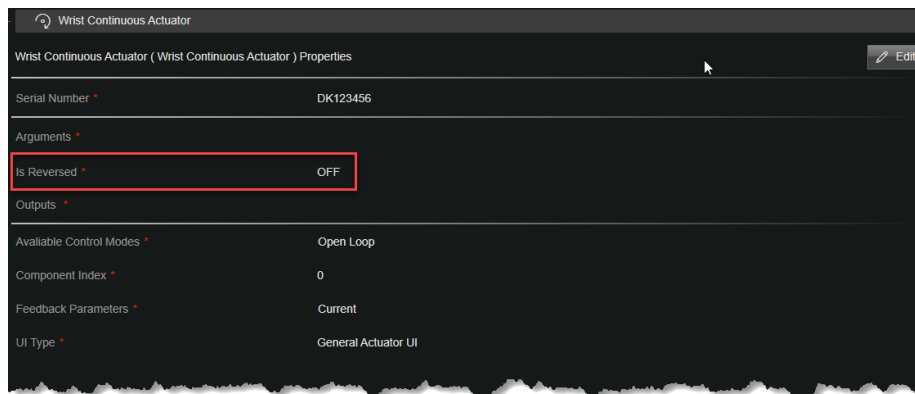 Wrist Continuous Actuator
Wrist Continuous Actuator ( Wrist Continuous Actuator ) Properties
Edit
Serial Number * DK123456
Arguments *
Is Reversed * OFF
Outputs *
Avaliable Control Modes * Open Loop
Component Index * 0
Feedback Parameters * Current
UI Type * General Actuator UI